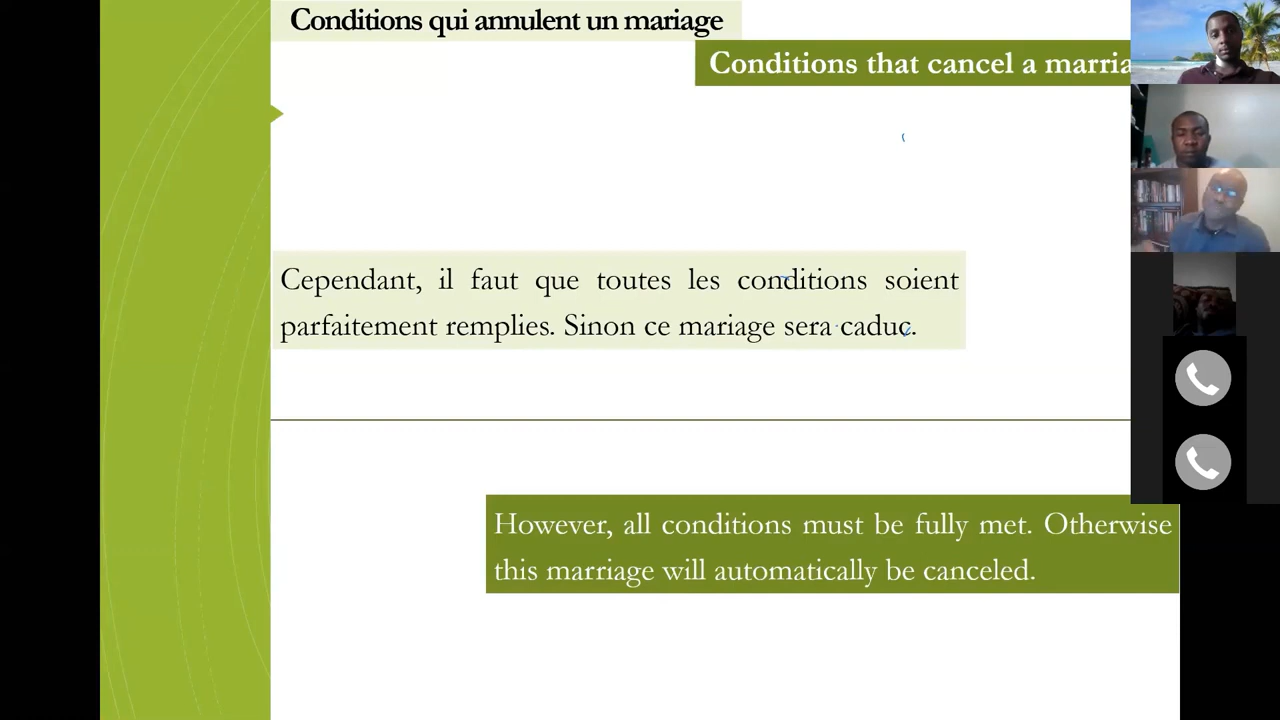 Conditions qui annulent un mariage
Conditions that cancel a marria
Cependant, il faut que toutes les conditions soient
parfaitement remplies. Sinon ce mariage sera caduc.
However, all conditions must be fully met. Otherwise
this marriage will automatically be canceled.